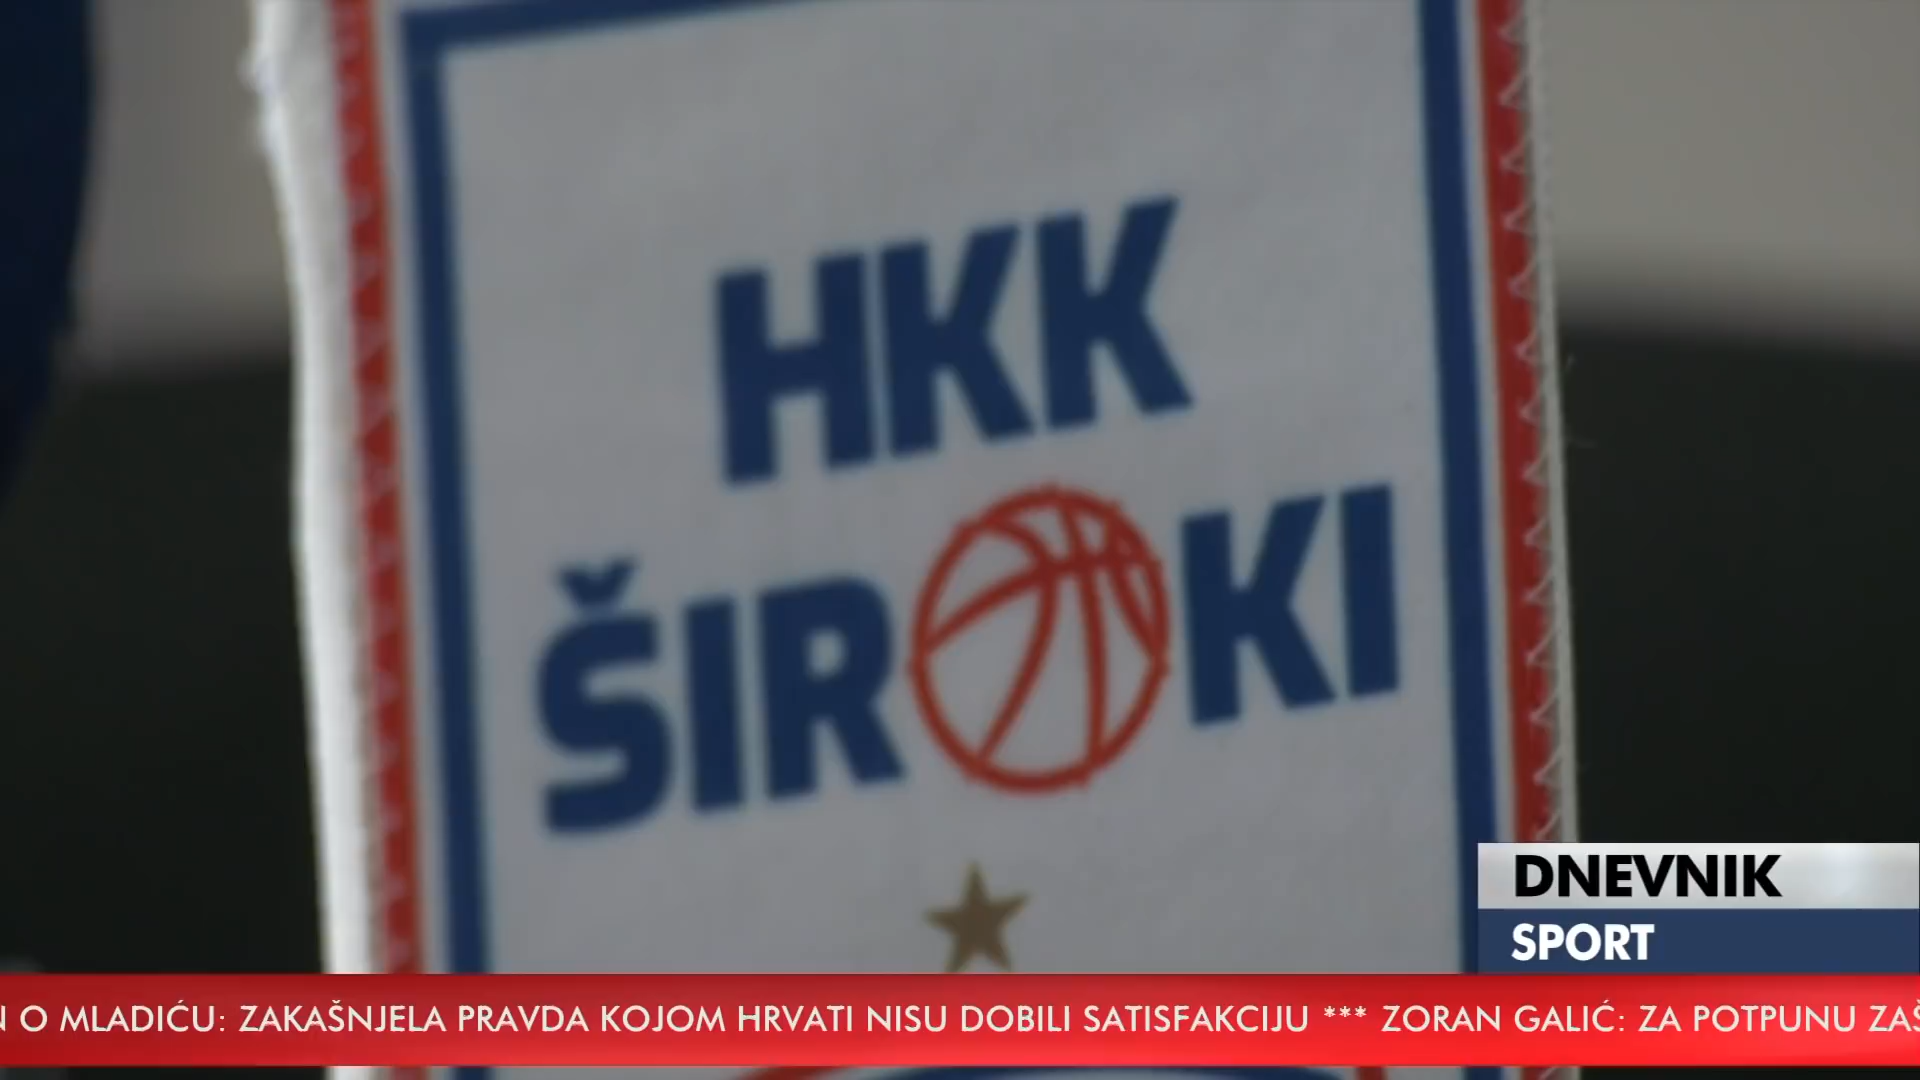 HKK
ŠIROKI
DNEVNIK
SPORT
O MLADIĆU: ZAKAŠNJELA PRAVDA KOJOM HRVATI NISU DOBILI SATISFAKCIJU *** ZORAN GALIĆ: ZA POTPUNU